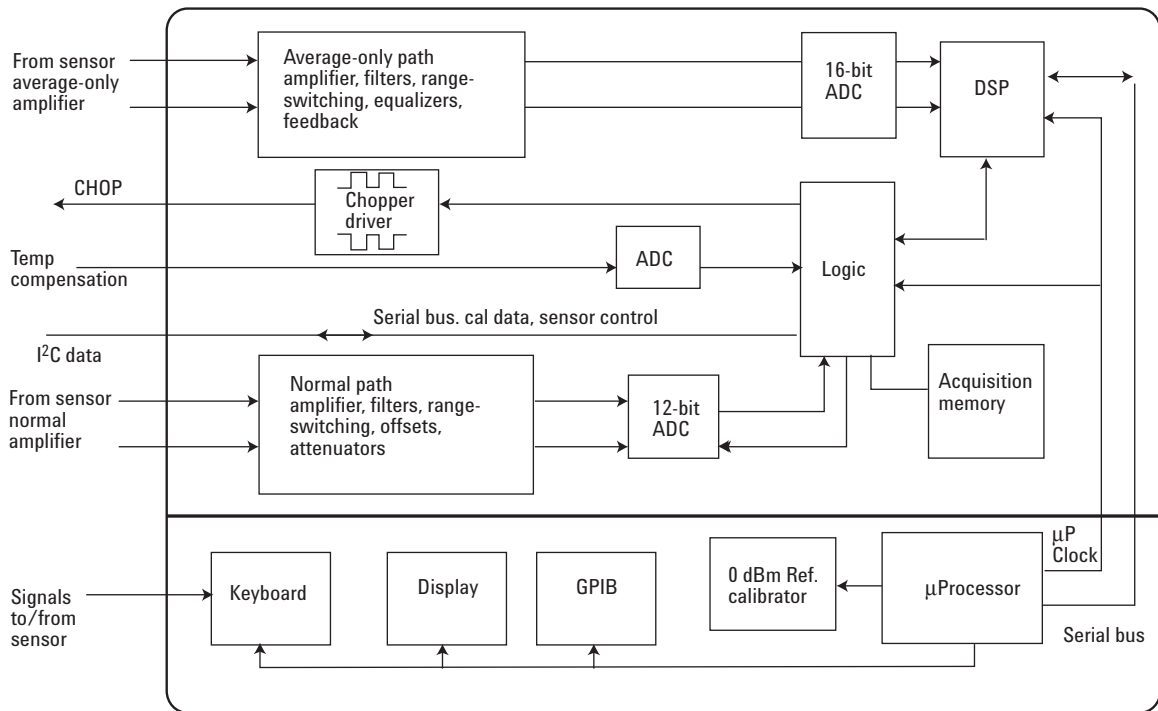 From sensor
average-only
amplifier
Average-only path
amplifier, filters, range-
switching, equalizers,
feedback
16-bit
ADC
DSP
CHOP
Chopper
driver
Temp
compensation
ADC
Logic
Serial bus. cal data, sensor control
I²C data
From sensor
normal
amplifier
Normal path
amplifier, filters, range-
switching, offsets,
attenuators
12-bit
ADC
Acquisition
memory
Signals
to/from
sensor
Keyboard
Display
GPIB
0 dBm Ref.
calibrator
μProcessor
μP
Clock
Serial bus